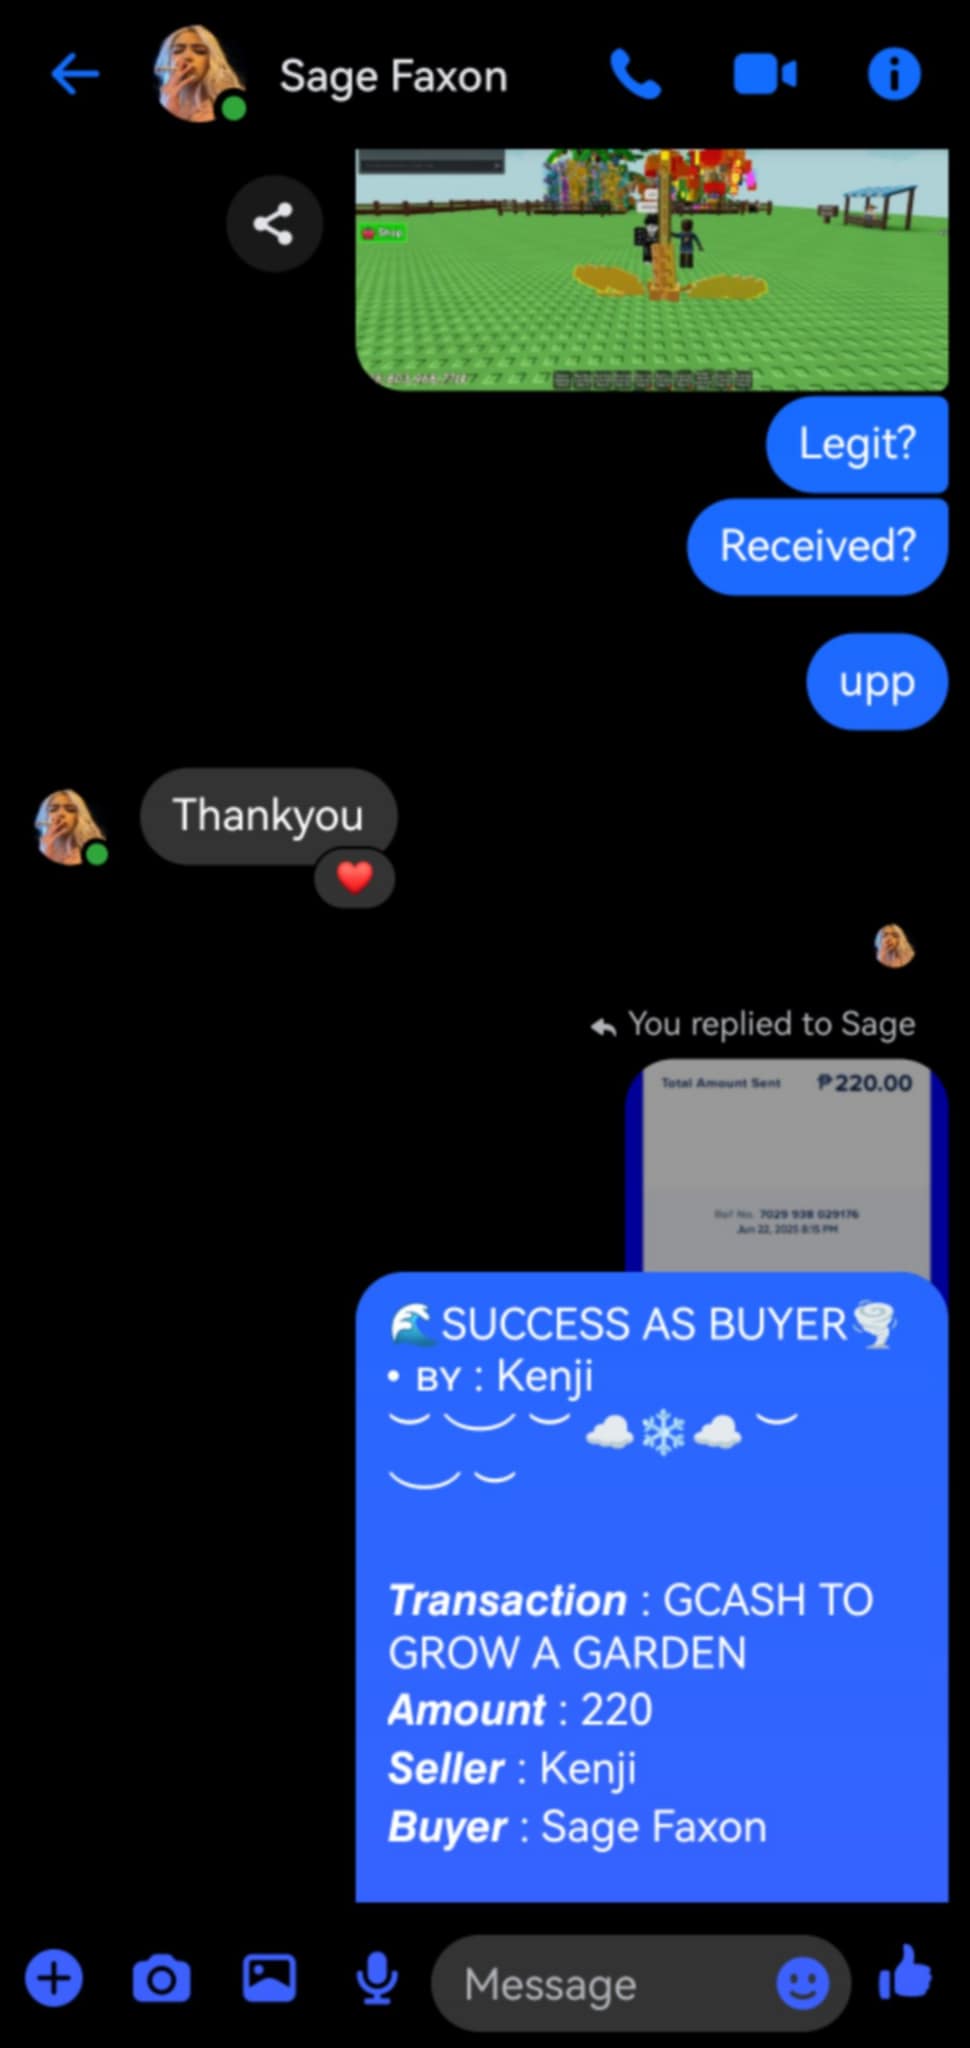 Sage Faxon
Shop
Legit?
Received?
upp
Thankyou
You replied to Sage
Total Amount Sent ₱220.00
Ref No. 7029 938 029176
Jun 22, 2025 8:15 PM
🌊SUCCESS AS BUYER🌪️
• ʙʏ : Kenji
︶ ͡ ︶ ☁️❄️☁️ ︶
͡ ︶
Transaction : GCASH TO
GROW A GARDEN
Amount : 220
Seller : Kenji
Buyer : Sage Faxon
Message